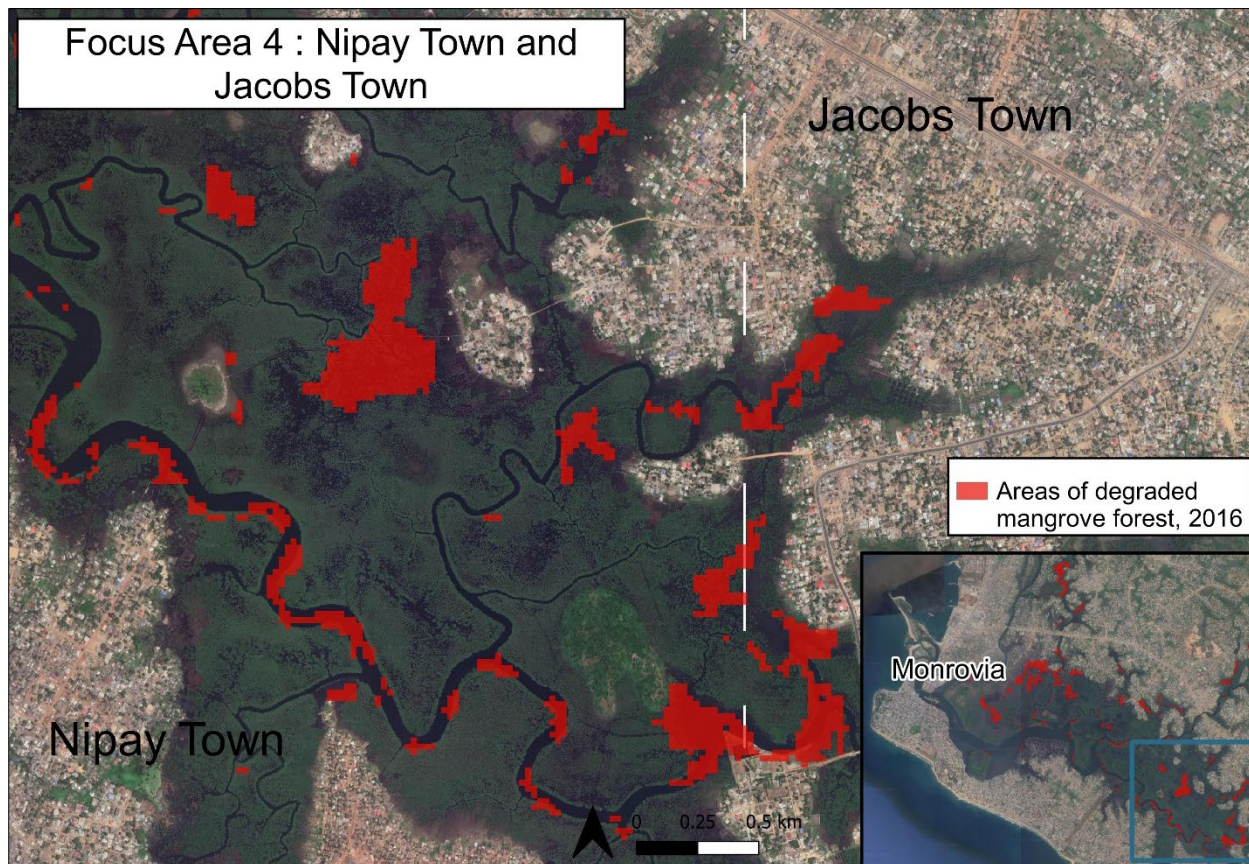 Focus Area 4 : Nipay Town and
Jacobs Town
Jacobs Town
Areas of degraded
mangrove forest, 2016
Monrovia
Nipay Town
0 0.25 0.5 km